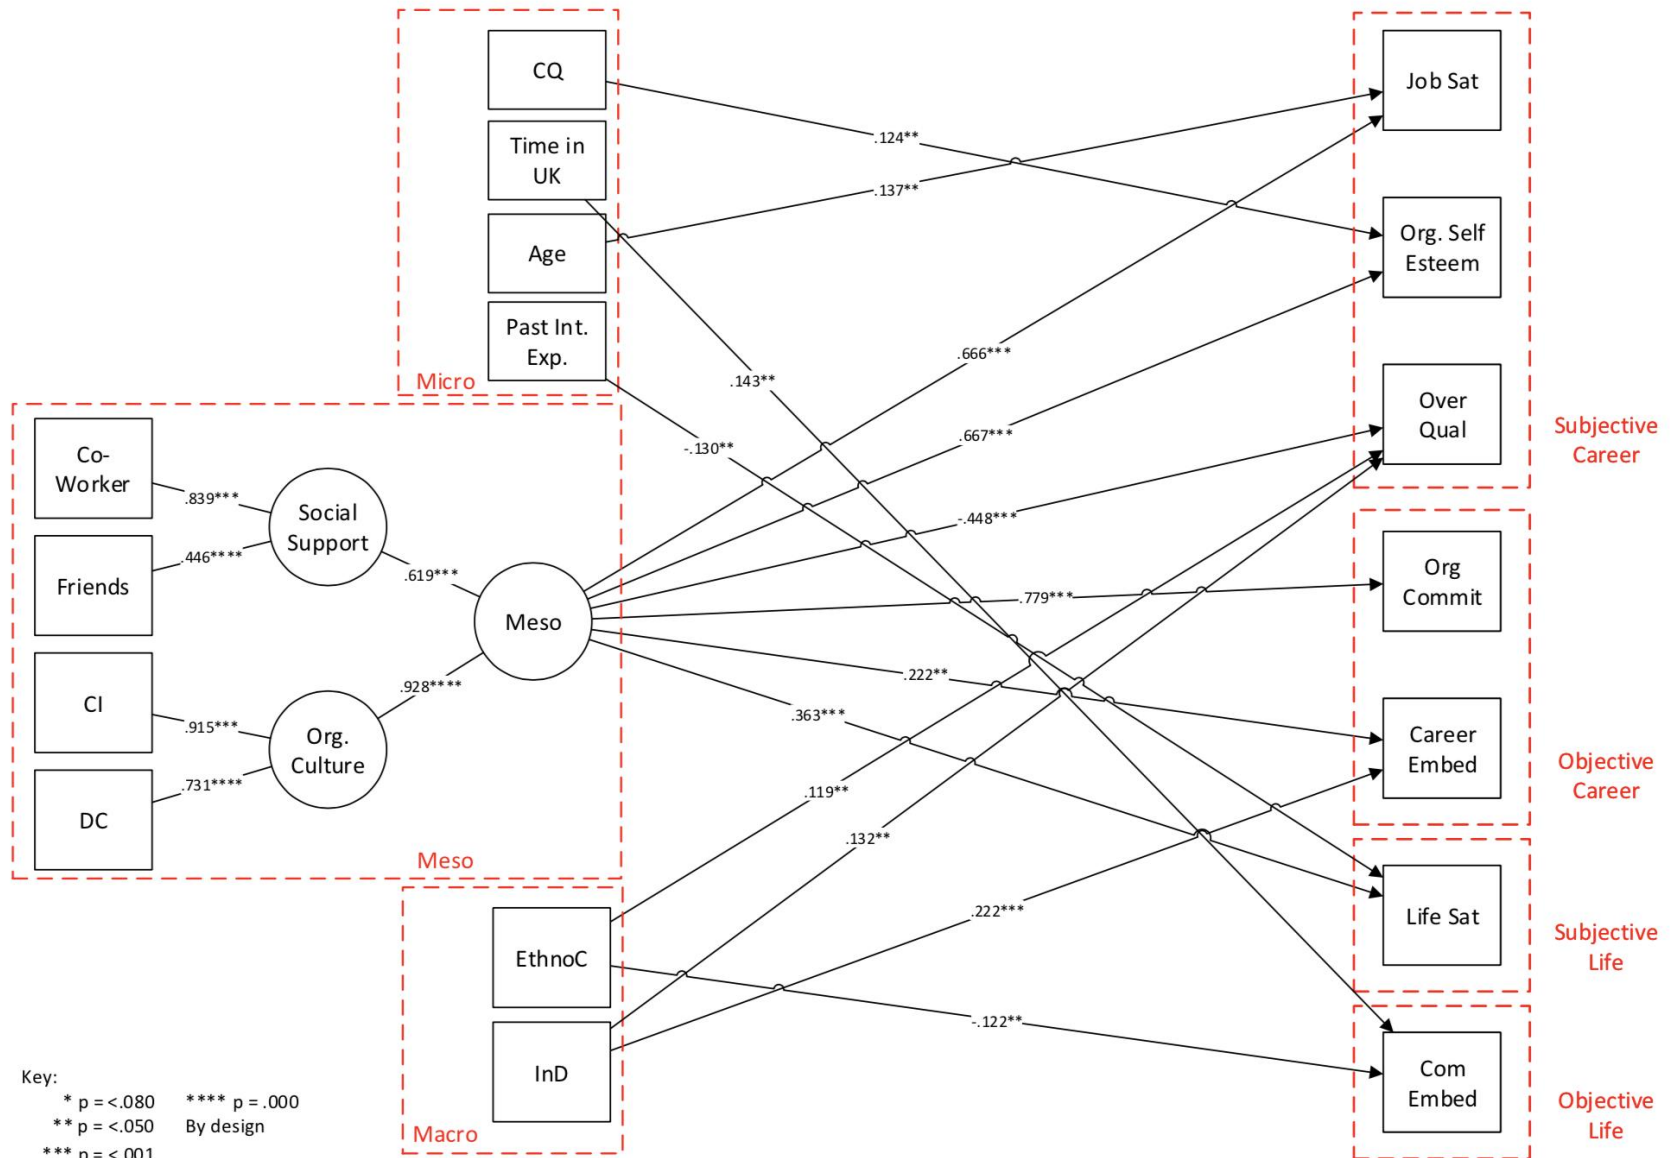 CQ
Time in
UK
Age
Past Int.
Exp.
Micro
Co-
Worker
Friends
CI
DC
.839***
.446****
.915***
.731****
Social
Support
Org.
Culture
.619***
.928****
Meso
Meso
EthnoC
InD
Macro
.124**
.137**
.143**
-.130**
.666***
.667***
-.448***
.779***
.222**
.363***
.119**
.132**
.222***
-.122**
Job Sat
Org. Self
Esteem
Over
Qual
Subjective
Career
Org
Commit
Career
Embed
Objective
Career
Life Sat
Subjective
Life
Com
Embed
Objective
Life
Key:
* p = <.080 **** p = .000
** p = <.050 By design
*** p = <.001